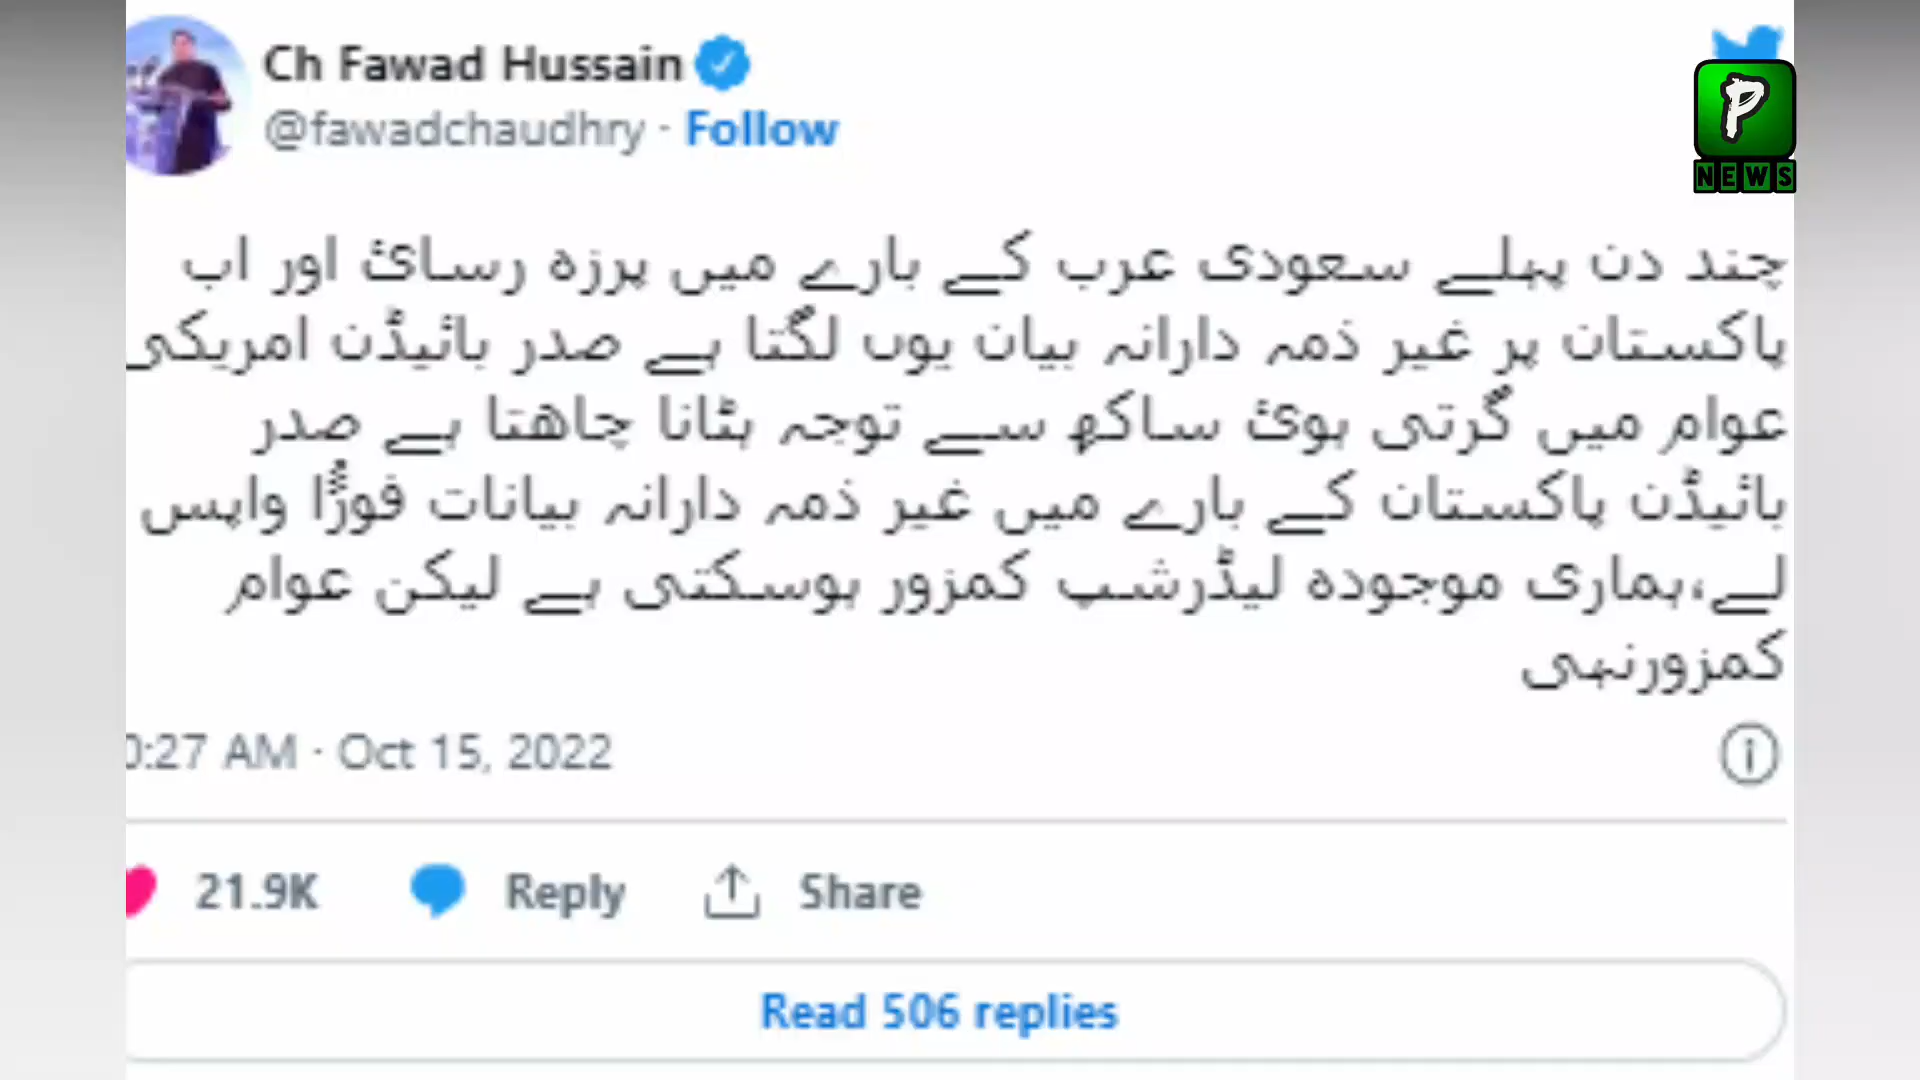 Ch Fawad Hussain
@fawadchaudhry · Follow
P
NEWS
چند دن پہلے سعودی عرب کے بارے میں ہرزہ رسائ اور اب
پاکستان پر غیر ذمہ دارانہ بیان یوں لگتا ہے صدر بائیڈن امریکی
عوام میں گرتی ہوئ ساکھ سے توجہ ہٹانا چاھتا ہے صدر
بائیڈن پاکستان کے بارے میں غیر ذمہ دارانہ بیانات فورًًًا واپس
لے،ہماری موجودہ لیڈرشپ کمزور ہوسکتی ہے لیکن عوام
کمزورنہی
0:27 AM · Oct 15, 2022
21.9K Reply Share
Read 506 replies